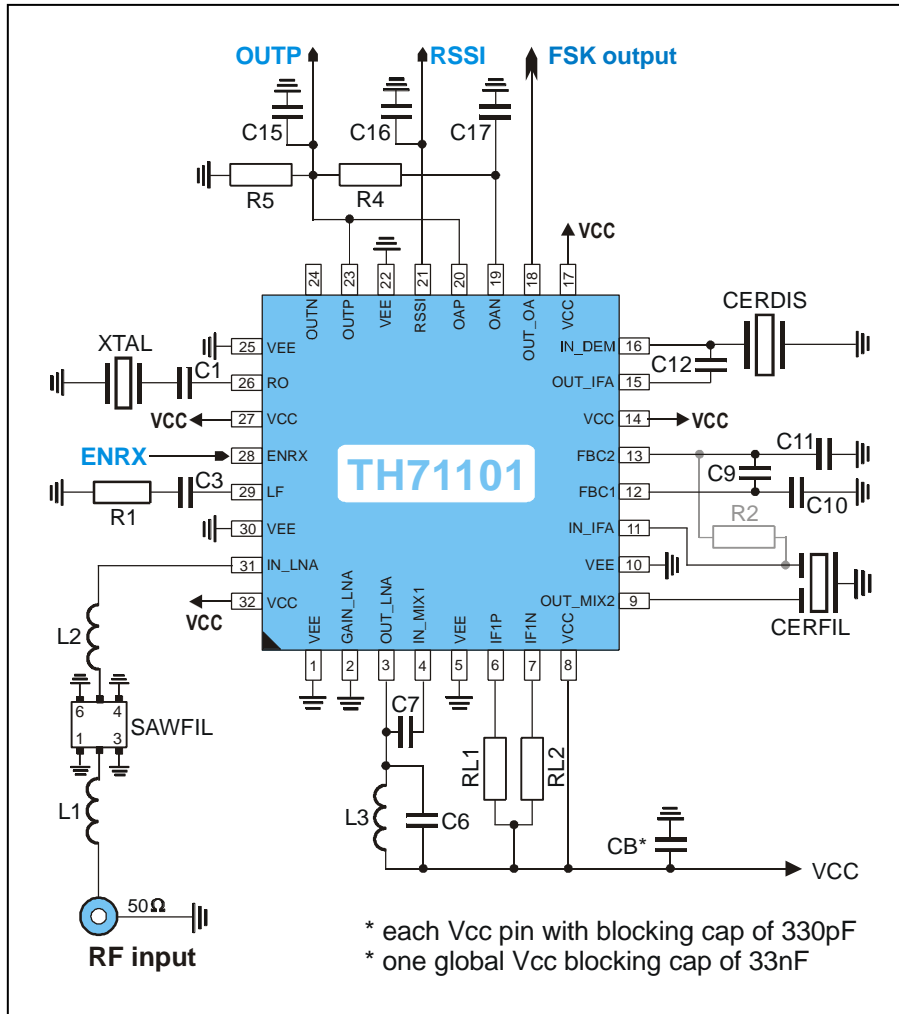 OUTP RSSI FSK output
C15 C16 C17
R5 R4
VCC
24 23 22 21 20 19 18 17
OUTN OUTP VEE RSSI OAP OAN OUT_OA VCC
CERDIS
XTAL
25 VEE IN_DEM 16
C1 C12
26 RO OUT_IFA 15
VCC 27 VCC VCC 14 VCC
ENRX 28 ENRX FBC2 13 C11
TH71101
C3 C9
29 LF FBC1 12 C10
R1
30 VEE IN_IFA 11 R2
31 IN_LNA VEE 10
VCC 32 VCC OUT_MIX2 9
CERFIL
VEE GAIN_LNA OUT_LNA IN_MIX1 VEE IF1P IF1N VCC
1 2 3 4 5 6 7 8
L2
6 4
1 3
SAWFIL
C7
RL1 RL2
L1
L3 C6
CB*
VCC
50Ω
RF input
* each Vcc pin with blocking cap of 330pF
* one global Vcc blocking cap of 33nF